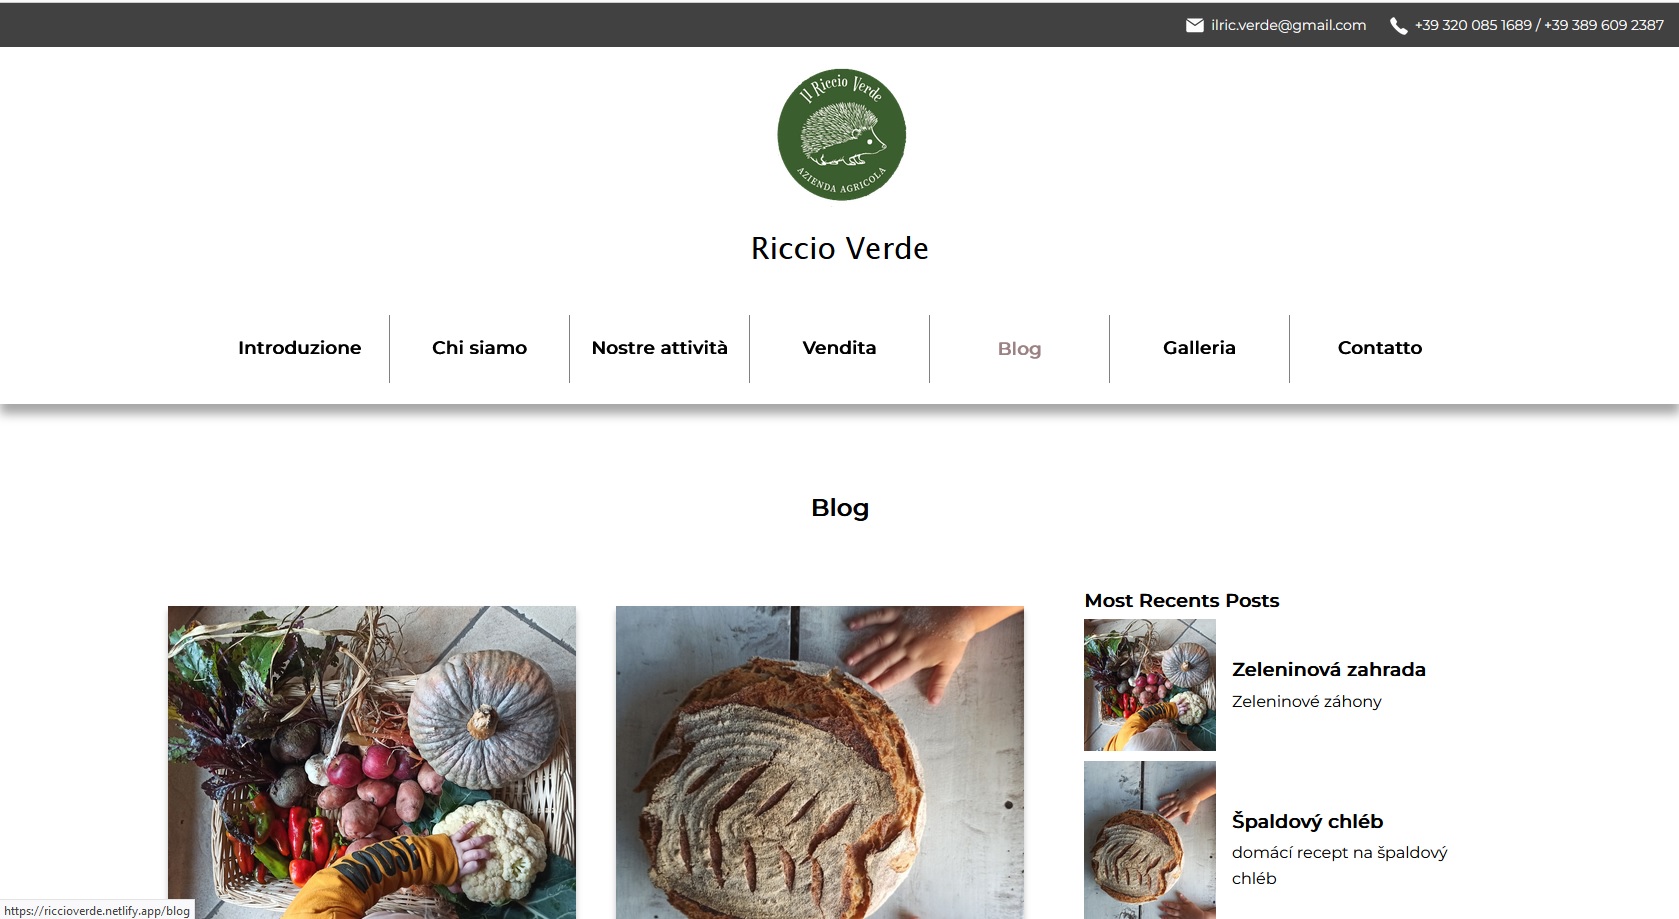 ilric.verde@gmail.com
+39 320 085 1689 / +39 389 609 2387
Il Riccio Verde
AZIENDA AGRICOLA
Riccio Verde
Introduzione
Chi siamo
Nostre attività
Vendita
Blog
Galleria
Contatto
Blog
Most Recents Posts
Zeleninová zahrada
Zeleninové záhony
Špaldový chléb
domácí recept na špaldový
chléb
https://riccioverde.netlify.app/blog